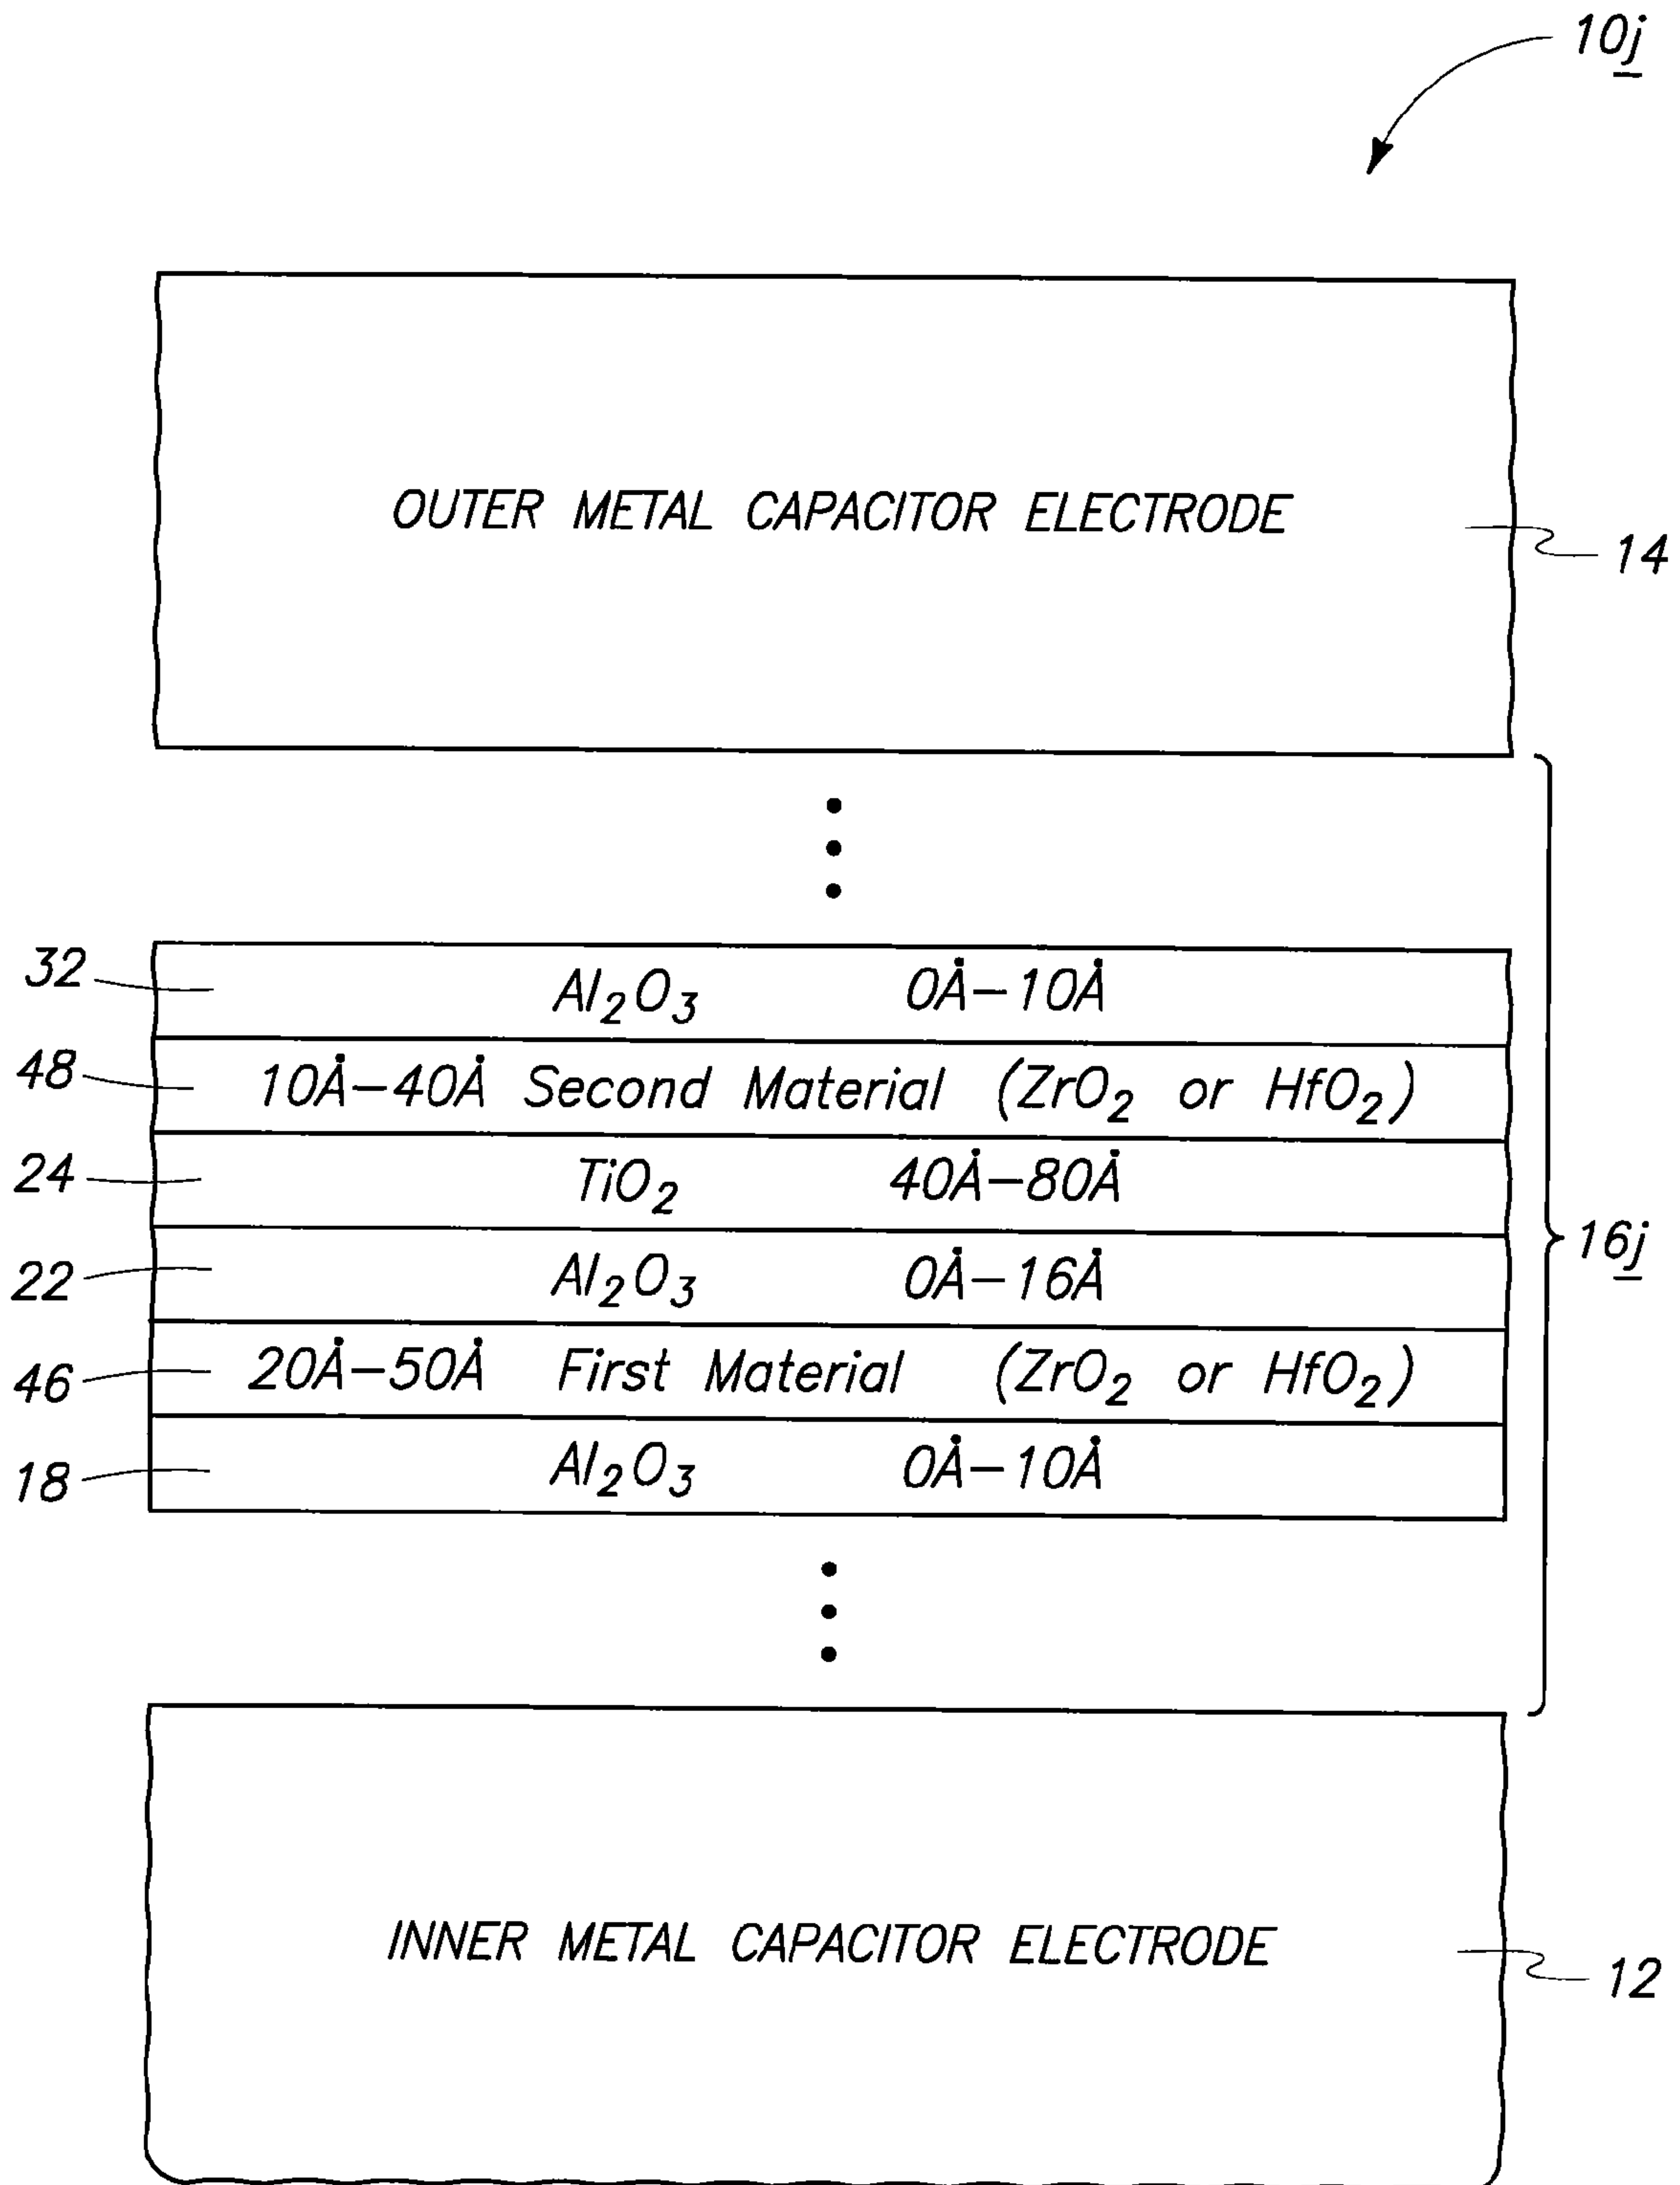 10j
OUTER METAL CAPACITOR ELECTRODE
14
32
Al₂O₃ 0Å–10Å
48
10Å–40Å Second Material (ZrO₂ or HfO₂)
24
TiO₂ 40Å–80Å
22
Al₂O₃ 0Å–16Å
16j
46
20Å–50Å First Material (ZrO₂ or HfO₂)
18
Al₂O₃ 0Å–10Å
INNER METAL CAPACITOR ELECTRODE
12